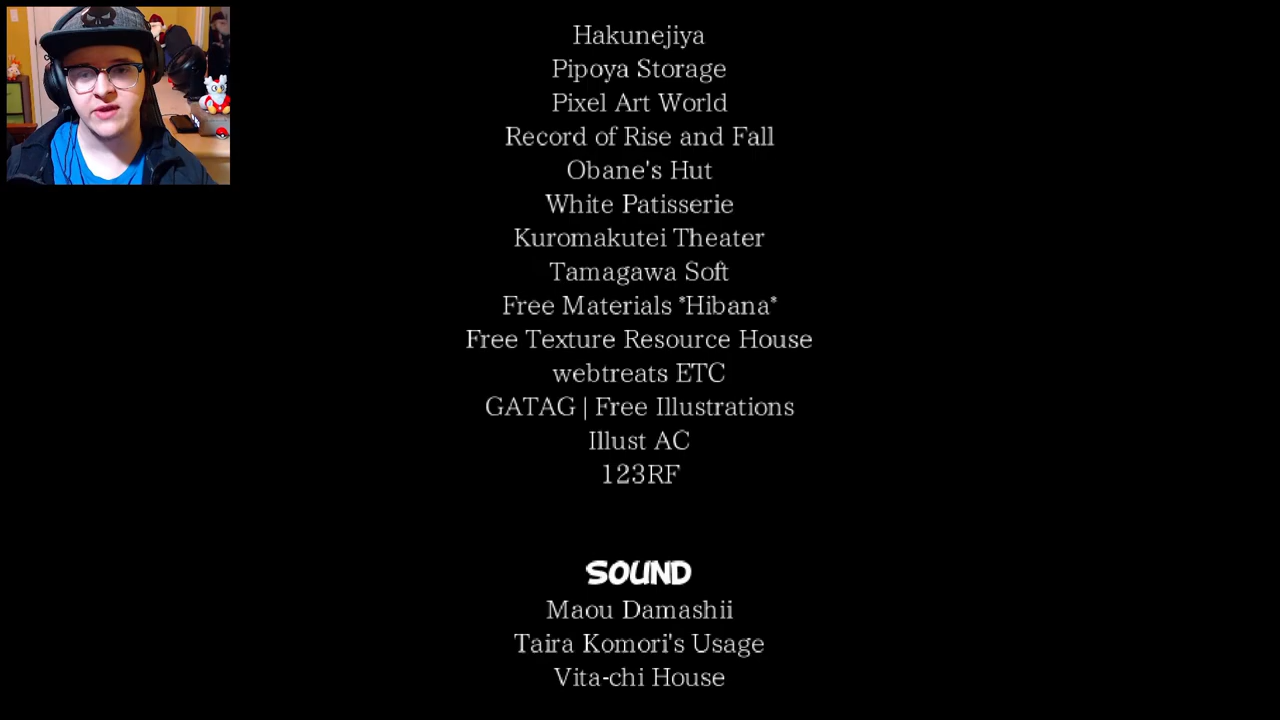 Hakunejiya
Pipoya Storage
Pixel Art World
Record of Rise and Fall
Obane's Hut
White Patisserie
Kuromakutei Theater
Tamagawa Soft
Free Materials *Hibana*
Free Texture Resource House
webtreats ETC
GATAG | Free Illustrations
Illust AC
123RF
SOUND
Maou Damashii
Taira Komori's Usage
Vita-chi House